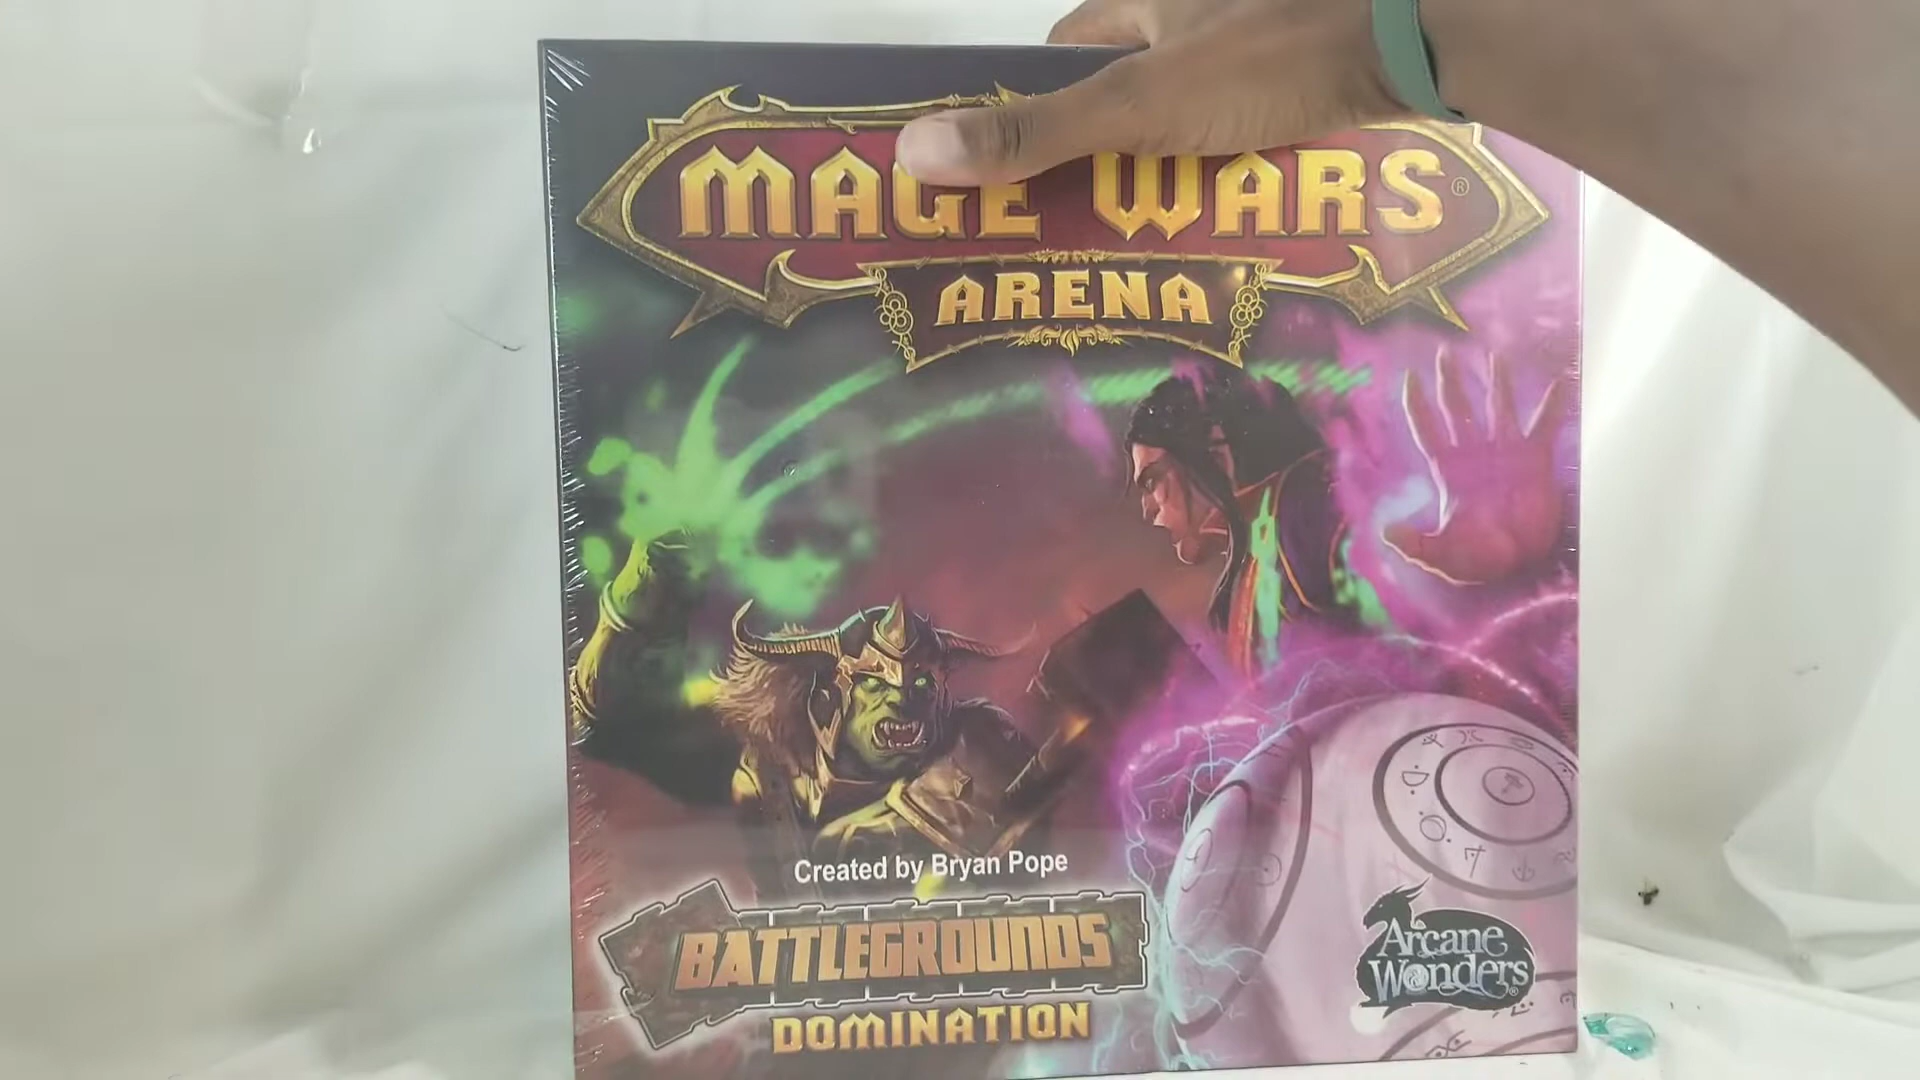 MAGE WARS®
ARENA
Created by Bryan Pope
BATTLEGROUNDS
DOMINATION
Arcane
Wonders®